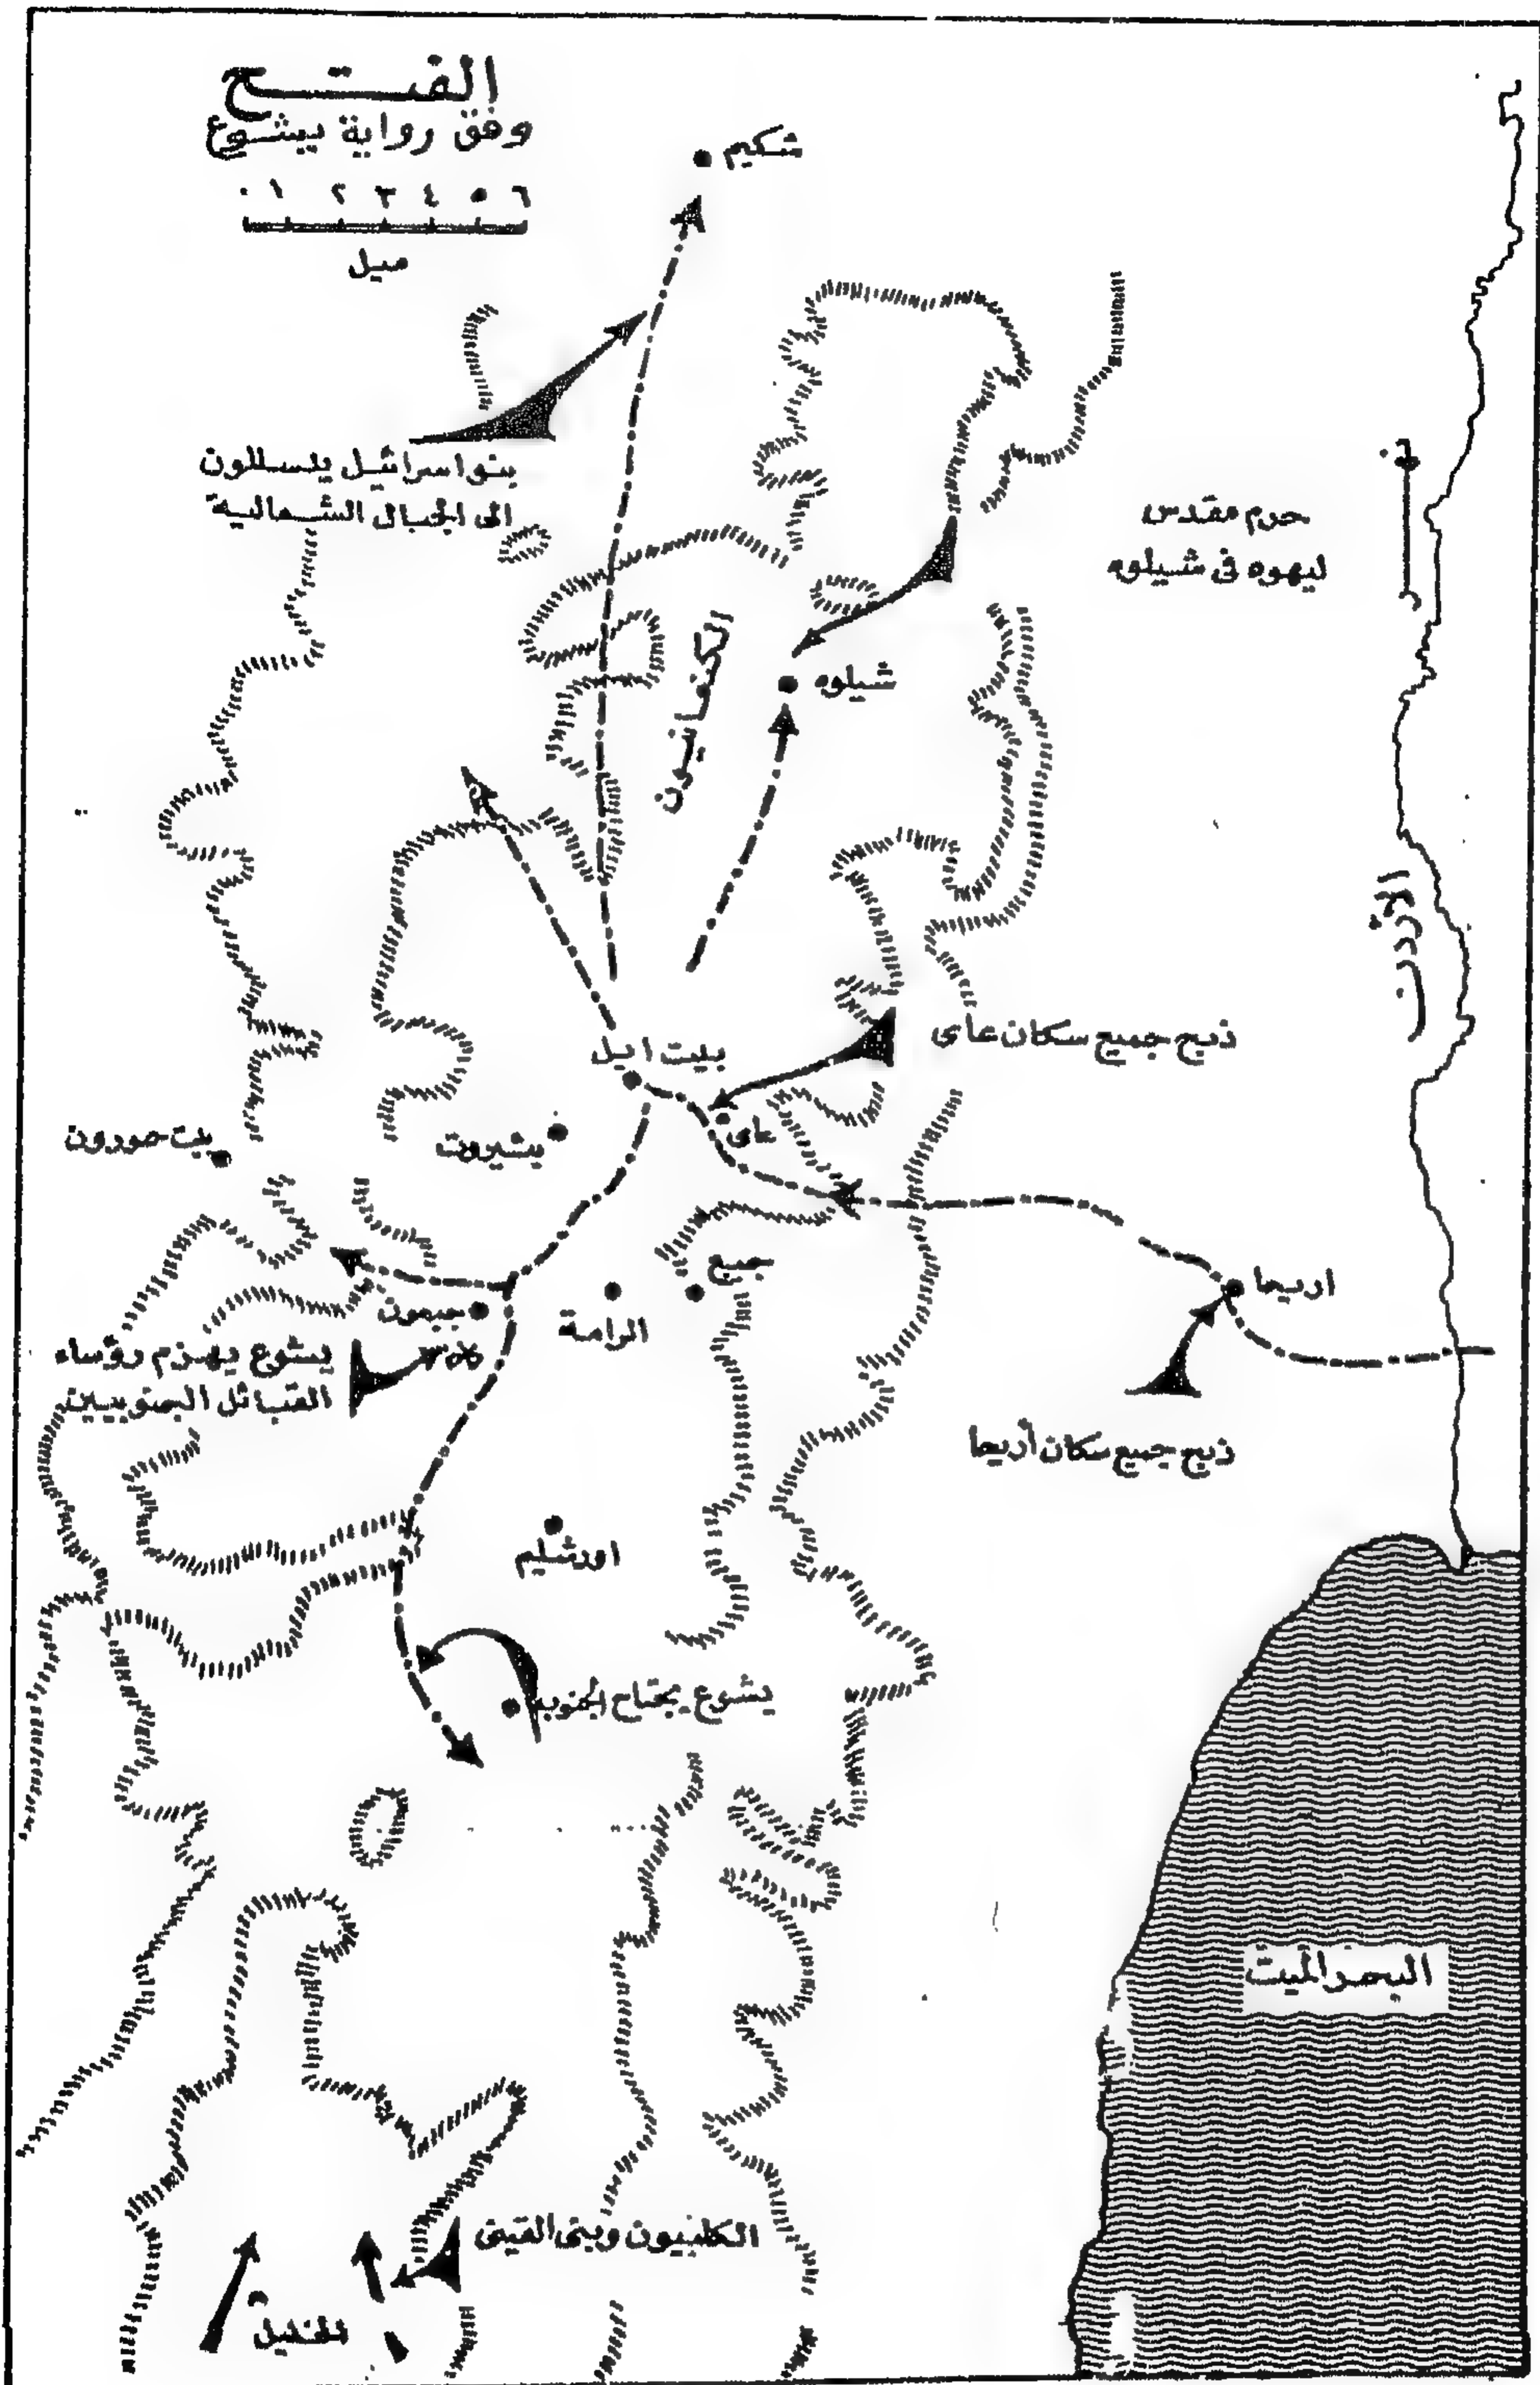 الفتح
وفق رواية يشوع
٠ ١ ٢ ٣ ٤ ٥ ٦
ميل
شكيم
بنو اسرائيل يتسللون
الى الجبال الشمالية
حرم مقدس
ليهوه فى شيلوه
الكنعانيون
شيلوه
الأردن
ذبح جميع سكان عاى
بيت ايل
عاى
بيت حورون
بئيروت
جبع
الرامة
جبعون
اريحا
يشوع يهزم رؤساء
القبائل الجنوبيين
ذبح جميع سكان أريحا
اورشليم
يشوع يجتاح الجنوب
البحر الميت
الكلبيون وبنى القينى
الخليل